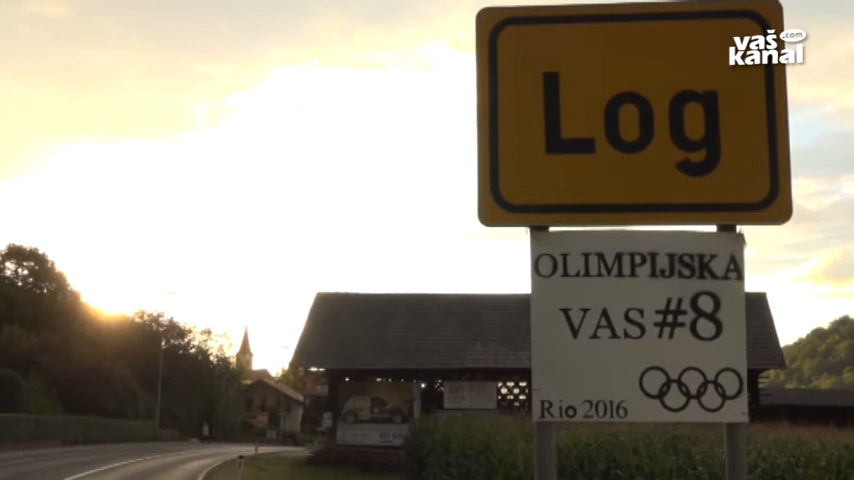 vaš
.com
kanal
Log
OLIMPIJSKA
VAS #8
Rio 2016